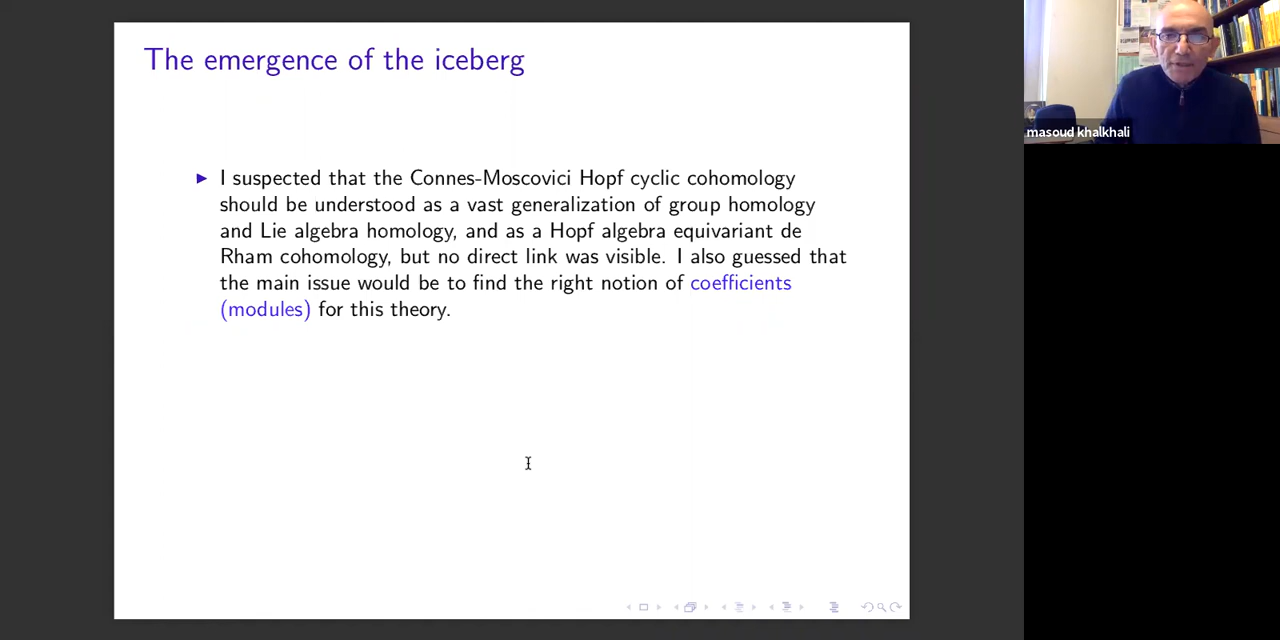 The emergence of the iceberg
▶ I suspected that the Connes-Moscovici Hopf cyclic cohomology
should be understood as a vast generalization of group homology
and Lie algebra homology, and as a Hopf algebra equivariant de
Rham cohomology, but no direct link was visible. I also guessed that
the main issue would be to find the right notion of coefficients
(modules) for this theory.
masoud khalkhali